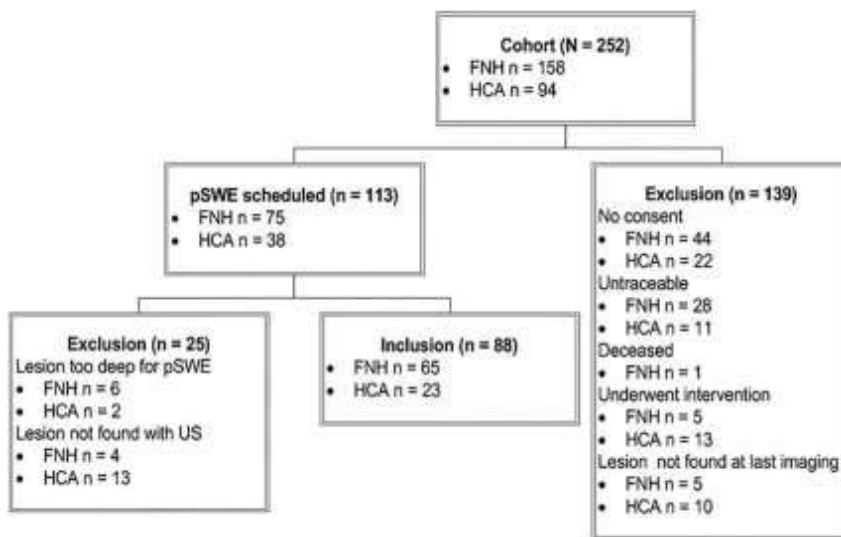 Cohort (N = 252)
• FNH n = 158
• HCA n = 94
pSWE scheduled (n = 113)
• FNH n = 75
• HCA n = 38
Exclusion (n = 139)
No consent
• FNH n = 44
• HCA n = 22
Untraceable
• FNH n = 28
• HCA n = 11
Deceased
• FNH n = 1
Underwent intervention
• FNH n = 5
• HCA n = 13
Lesion not found at last imaging
• FNH n = 5
• HCA n = 10
Exclusion (n = 25)
Lesion too deep for pSWE
• FNH n = 6
• HCA n = 2
Lesion not found with US
• FNH n = 4
• HCA n = 13
Inclusion (n = 88)
• FNH n = 65
• HCA n = 23